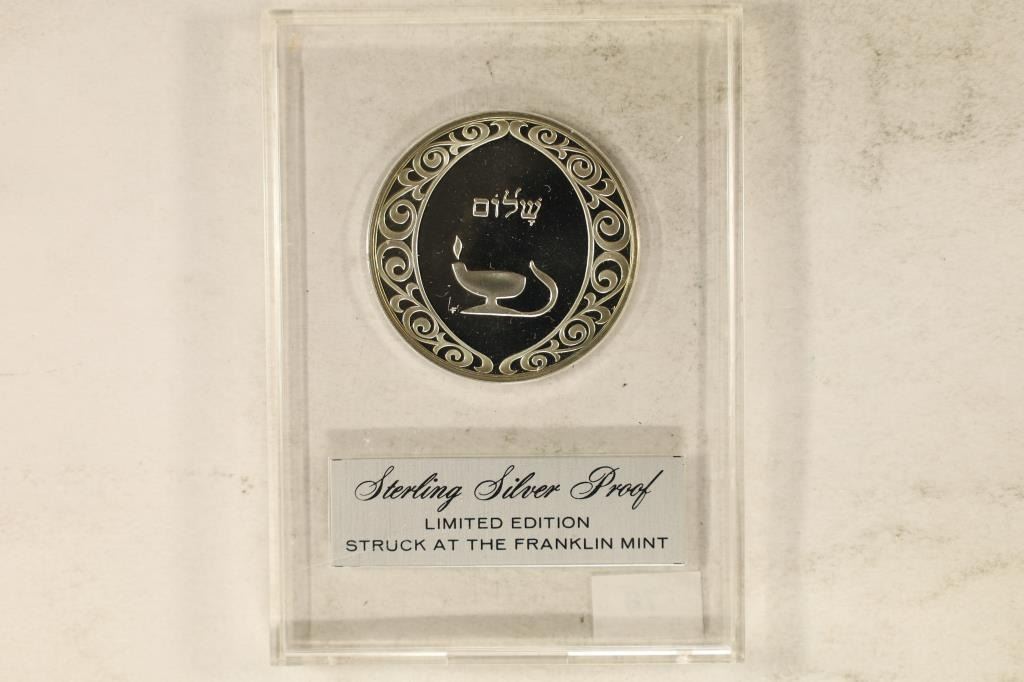 שָׁלוֹם
Sterling Silver Proof
LIMITED EDITION
STRUCK AT THE FRANKLIN MINT